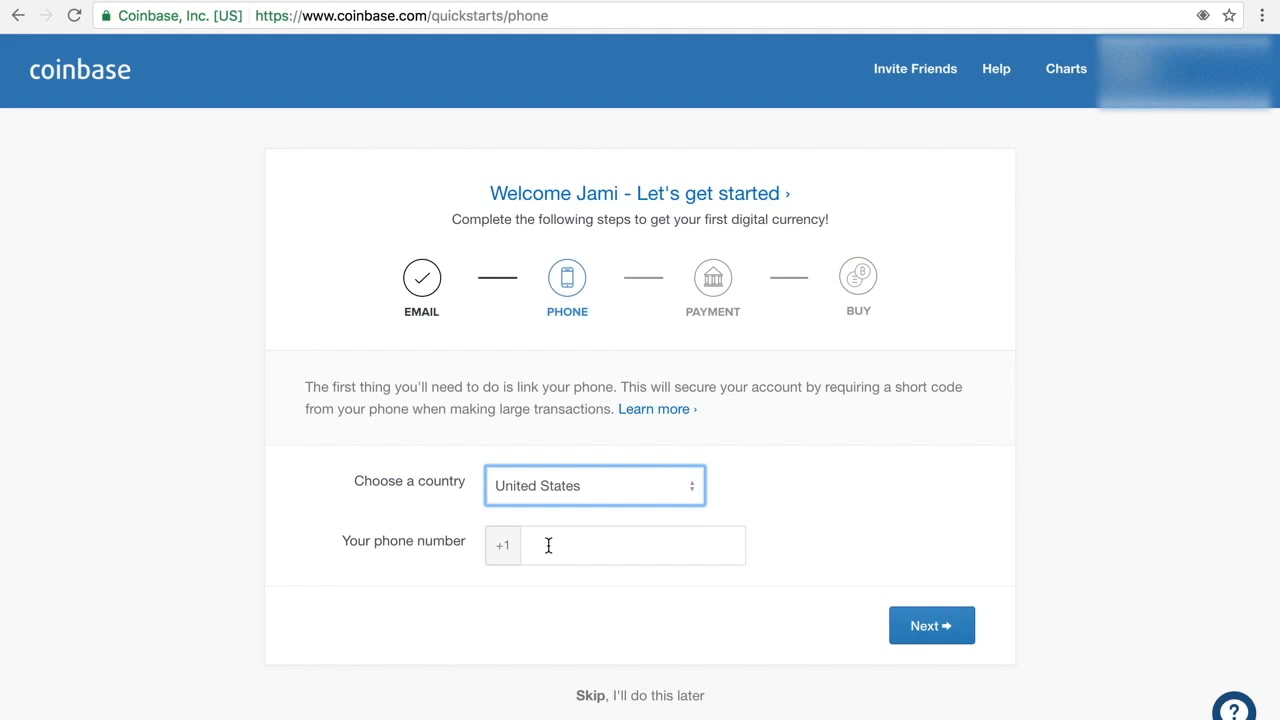 Coinbase, Inc. [US] https://www.coinbase.com/quickstarts/phone
coinbase
Invite Friends Help Charts
Welcome Jami - Let's get started ›
Complete the following steps to get your first digital currency!
EMAIL PHONE PAYMENT BUY
The first thing you'll need to do is link your phone. This will secure your account by requiring a short code
from your phone when making large transactions. Learn more ›
Choose a country United States
Your phone number +1
Next
Skip, I'll do this later
?